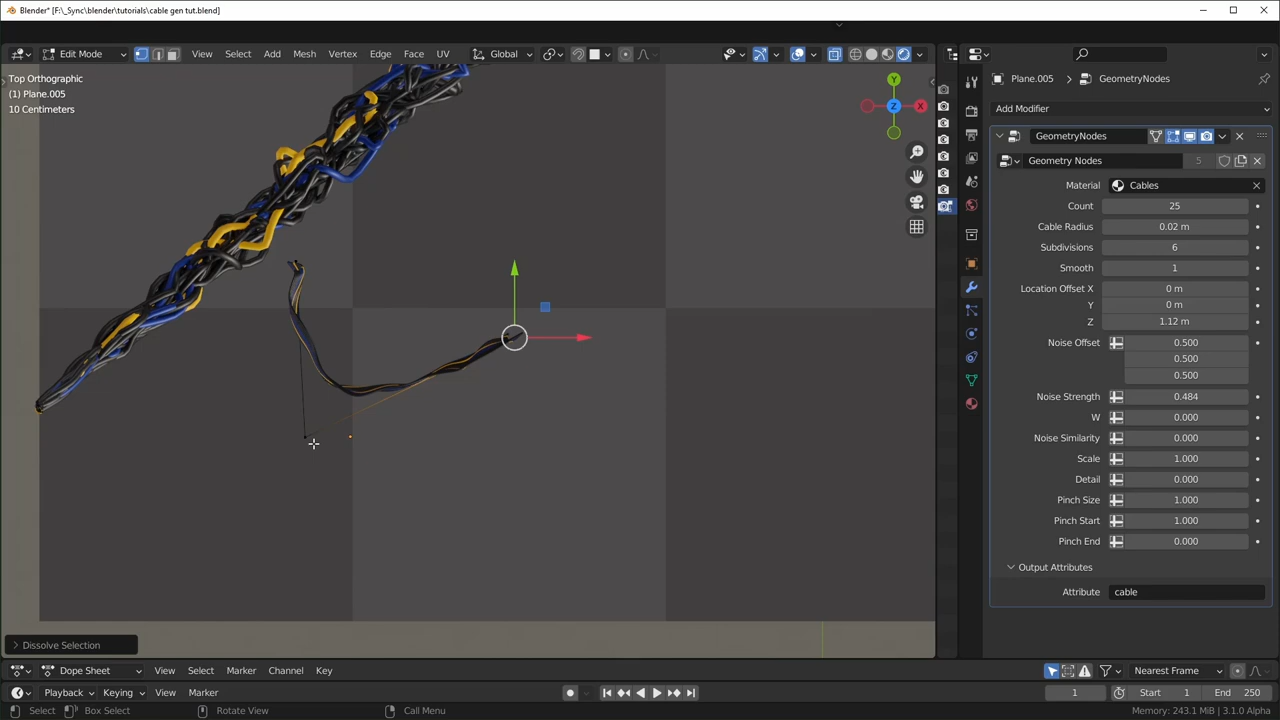 Blender* [F:\_Sync\blender\tutorials\cable gen tut.blend]
Edit Mode View Select Add Mesh Vertex Edge Face UV Global
Top Orthographic
(1) Plane.005
10 Centimeters
Y
X
Z
Plane.005 > GeometryNodes
Add Modifier
GeometryNodes
Geometry Nodes 5
Material Cables
Count 25
Cable Radius 0.02 m
Subdivisions 6
Smooth 1
Location Offset X 0 m
Y 0 m
Z 1.12 m
Noise Offset 0.500
0.500
0.500
Noise Strength 0.484
W 0.000
Noise Similarity 0.000
Scale 1.000
Detail 0.000
Pinch Size 1.000
Pinch Start 1.000
Pinch End 0.000
Output Attributes
Attribute cable
Dissolve Selection
Dope Sheet View Select Marker Channel Key Nearest Frame
Playback Keying View Marker 1 Start 1 End 250
Select Box Select Rotate View Call Menu Memory: 243.1 MiB | 3.1.0 Alpha